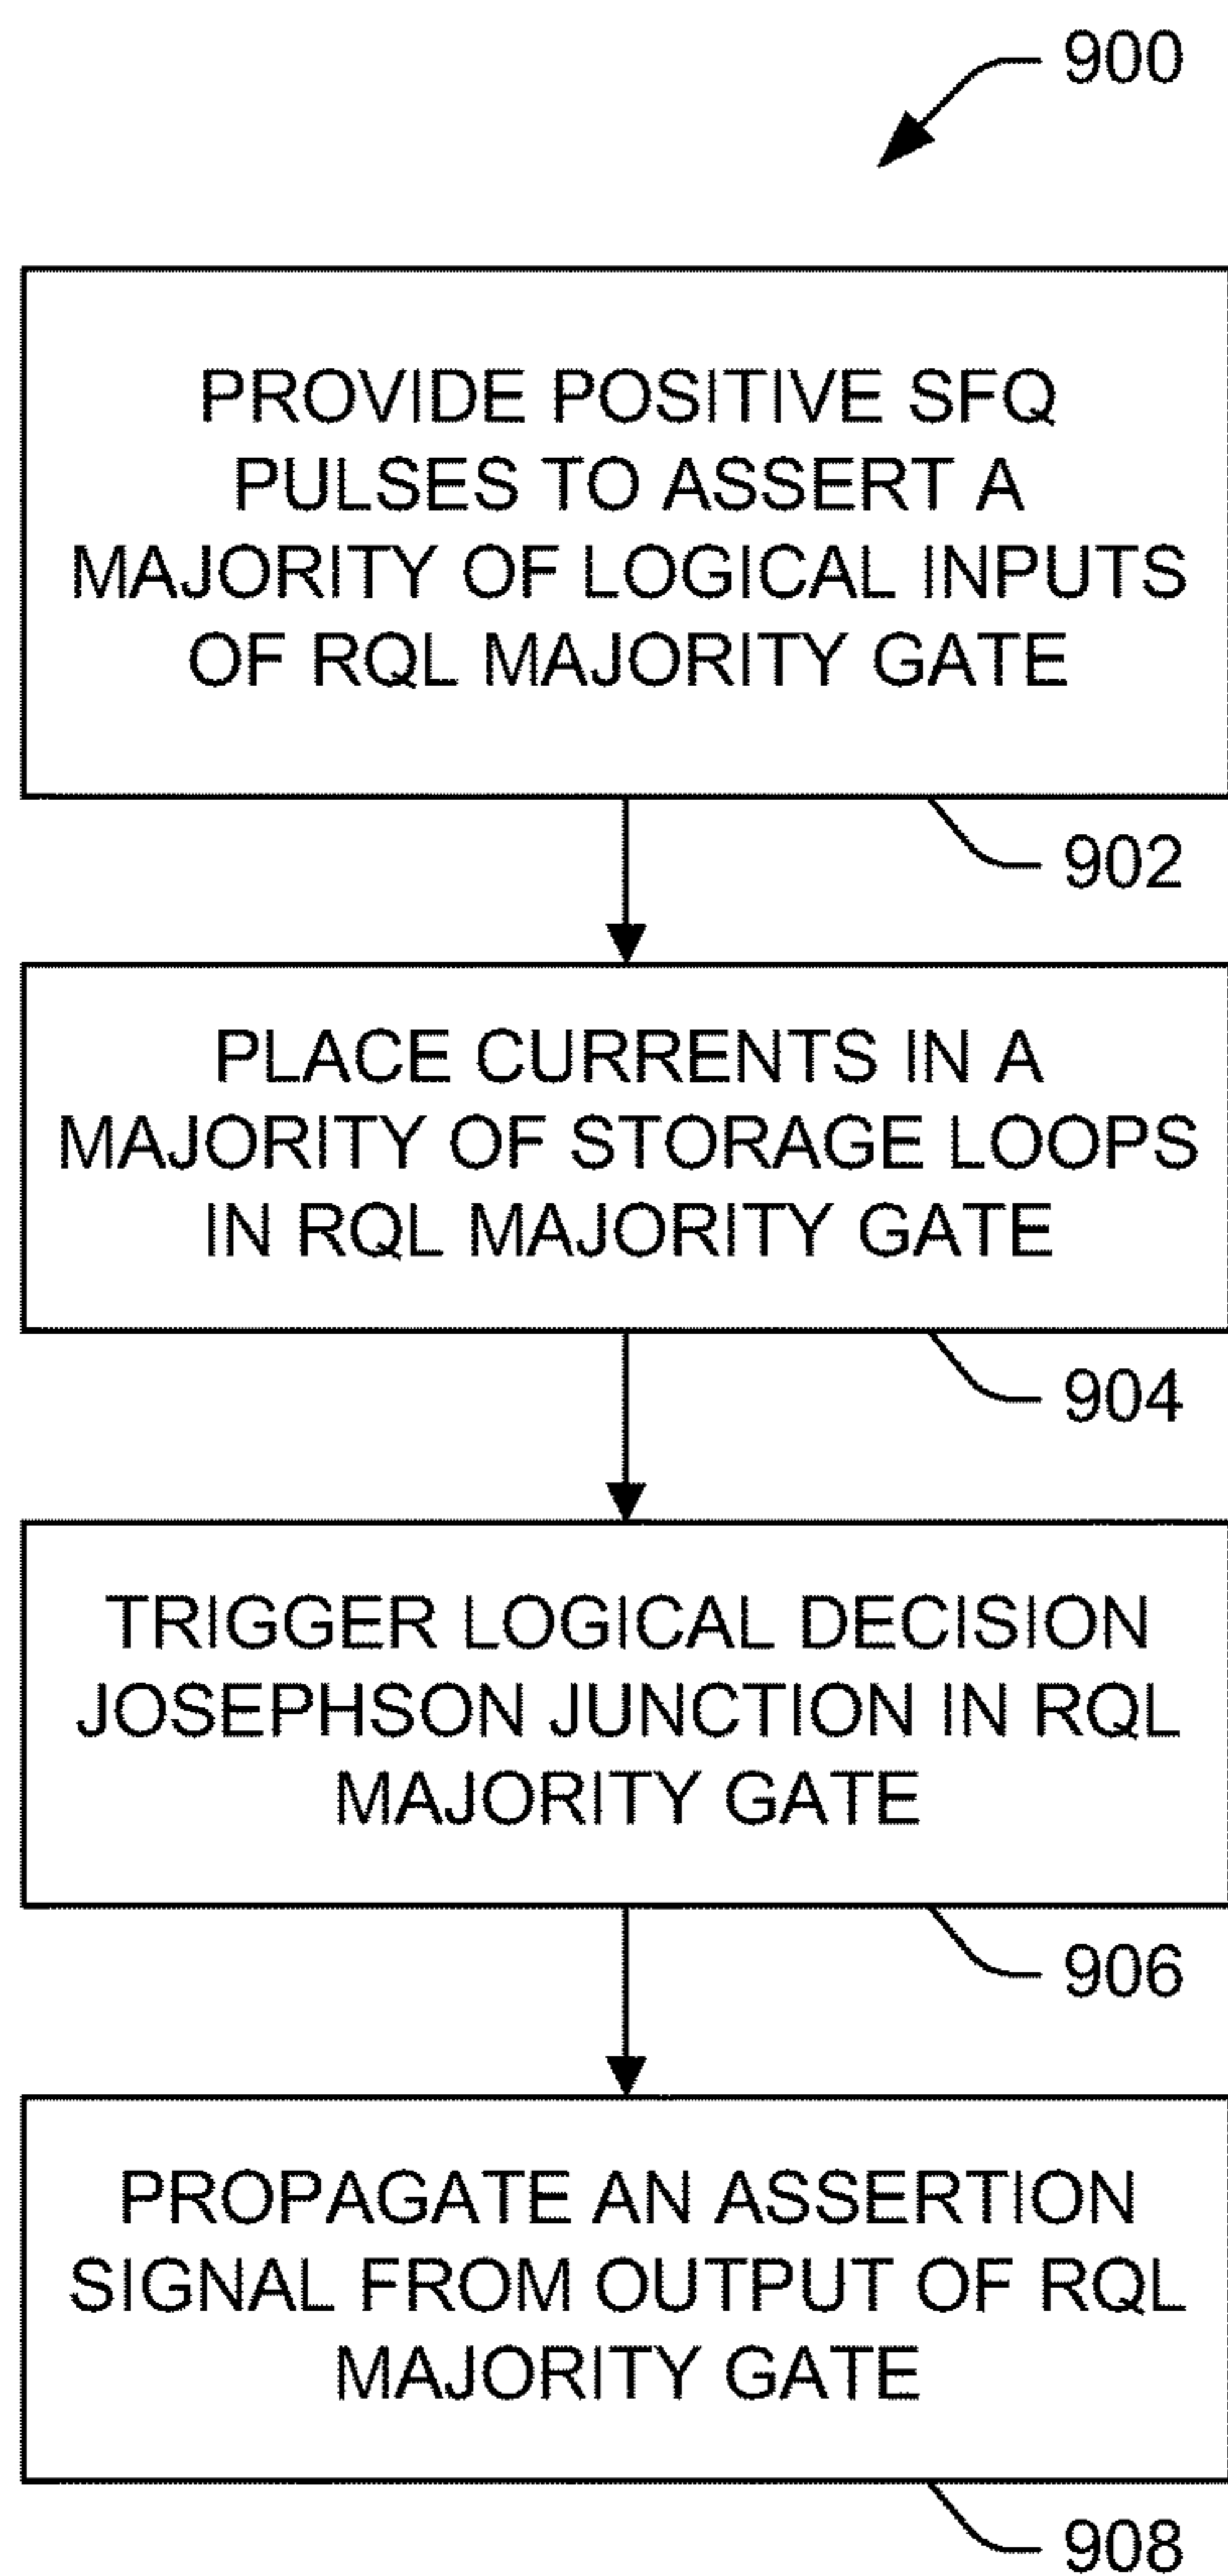 900
PROVIDE POSITIVE SFQ
PULSES TO ASSERT A
MAJORITY OF LOGICAL INPUTS
OF RQL MAJORITY GATE
902
PLACE CURRENTS IN A
MAJORITY OF STORAGE LOOPS
IN RQL MAJORITY GATE
904
TRIGGER LOGICAL DECISION
JOSEPHSON JUNCTION IN RQL
MAJORITY GATE
906
PROPAGATE AN ASSERTION
SIGNAL FROM OUTPUT OF RQL
MAJORITY GATE
908